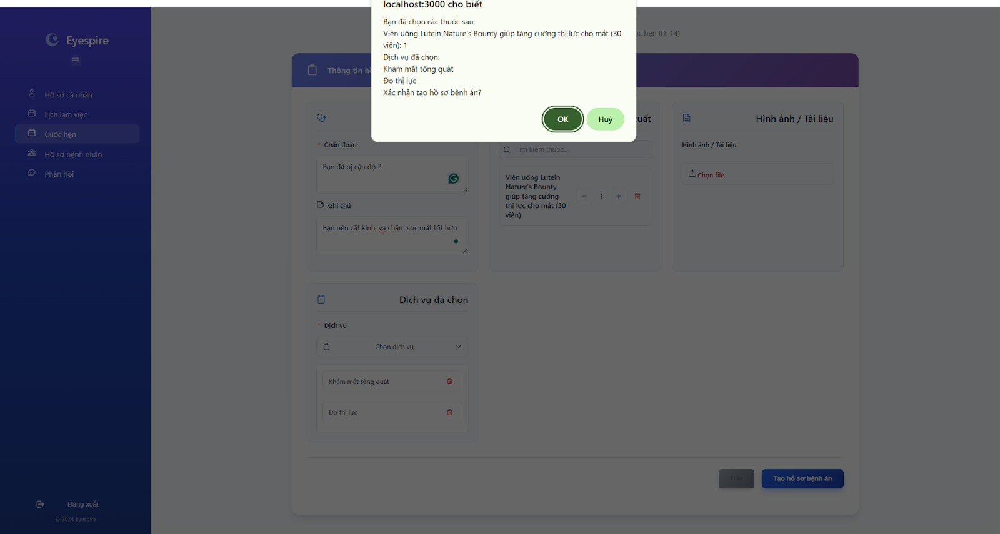 localhost:3000 cho biết
Bạn đã chọn các thuốc sau:
Viên uống Lutein Nature's Bounty giúp tăng cường thị lực cho mắt (30
viên): 1
Dịch vụ đã chọn:
Khám mắt tổng quát
Đo thị lực
Xác nhận tạo hồ sơ bệnh án?
OK
Huỷ
Eyespire
Hồ sơ cá nhân
Lịch làm việc
Cuộc hẹn
Hồ sơ bệnh nhân
Phản hồi
Đăng xuất
© 2024 Eyespire
hẹn ID: 14)
Thông tin
* Chẩn đoán
Bạn đã bị cận độ 3
Ghi chú
Bạn nên cắt kính, và chăm sóc mắt tốt hơn
Tìm kiếm thuốc...
Viên uống Lutein
Nature's Bounty
giúp tăng cường
thị lực cho mắt (30
viên)
− 1 +
Hình ảnh / Tài liệu
Hình ảnh / Tài liệu
Chọn file
Dịch vụ đã chọn
* Dịch vụ
Chọn dịch vụ
Khám mắt tổng quát
Đo thị lực
Tạo hồ sơ bệnh án